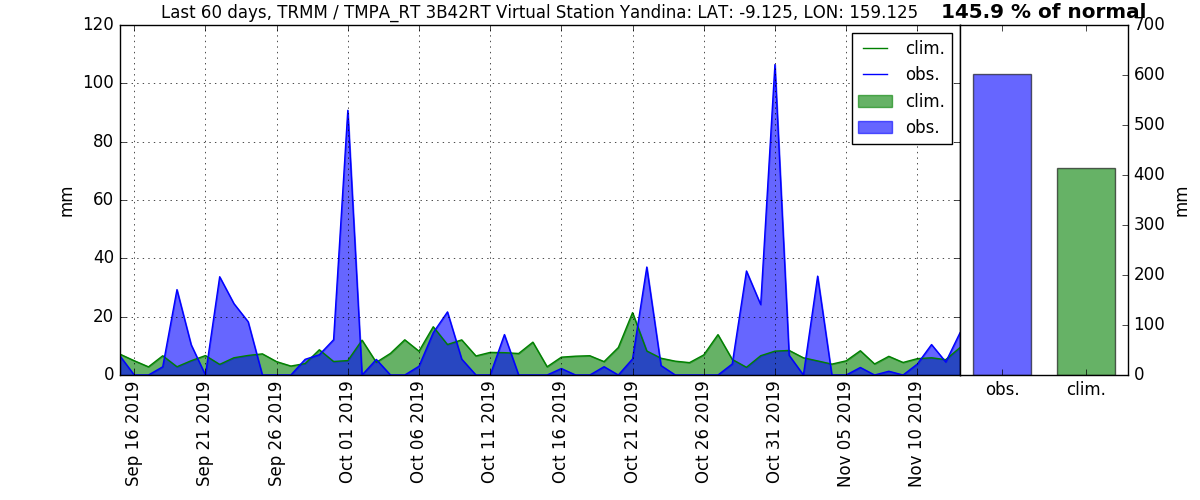 Last 60 days, TRMM / TMPA_RT 3B42RT Virtual Station Yandina: LAT: -9.125, LON: 159.125
145.9 % of normal
120
100
80
60
40
20
0
mm
clim.
obs.
clim.
obs.
700
600
500
400
300
200
100
0
mm
Sep 16 2019
Sep 21 2019
Sep 26 2019
Oct 01 2019
Oct 06 2019
Oct 11 2019
Oct 16 2019
Oct 21 2019
Oct 26 2019
Oct 31 2019
Nov 05 2019
Nov 10 2019
obs.
clim.